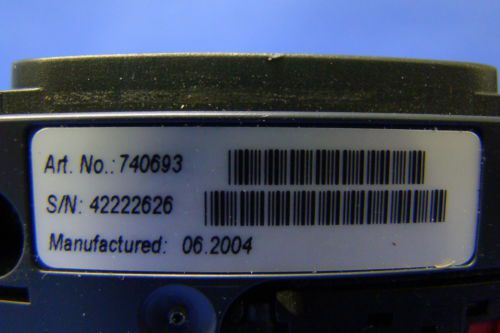 Art. No.: 740693
S/N: 42222626
Manufactured: 06.2004